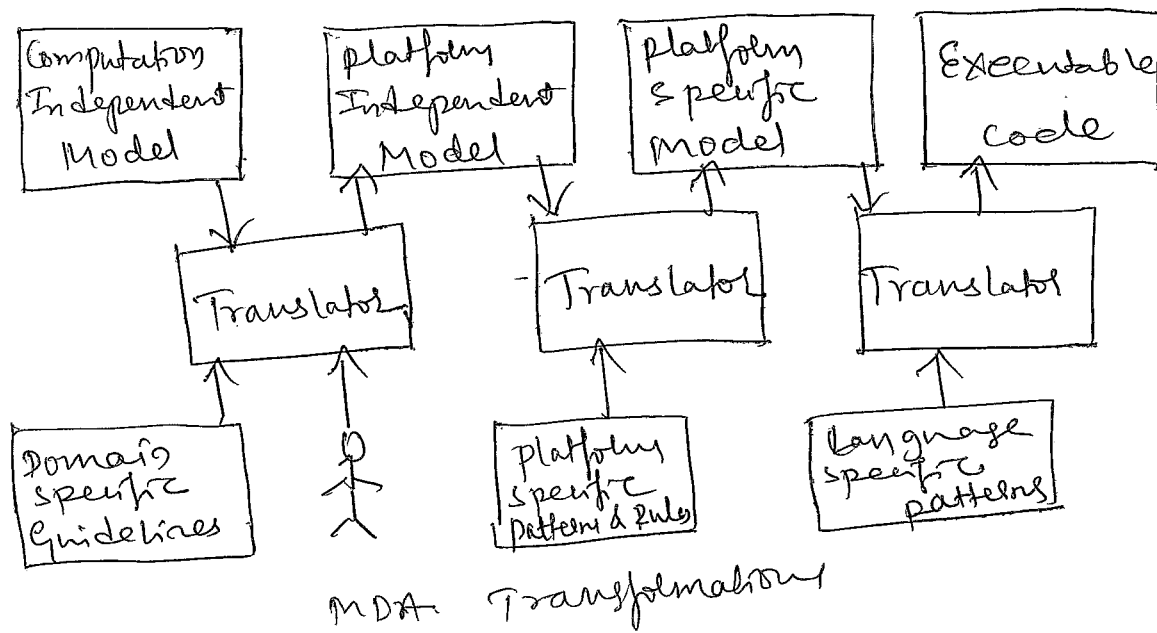 Computation
Independent
Model
Platform
Independent
Model
Platform
Specific
Model
Executable
Code
Translator
Translator
Translator
Domain
Specific
Guidelines
Platform
Specific
Patterns & Rules
Language
Specific
patterns
MDA Transformations